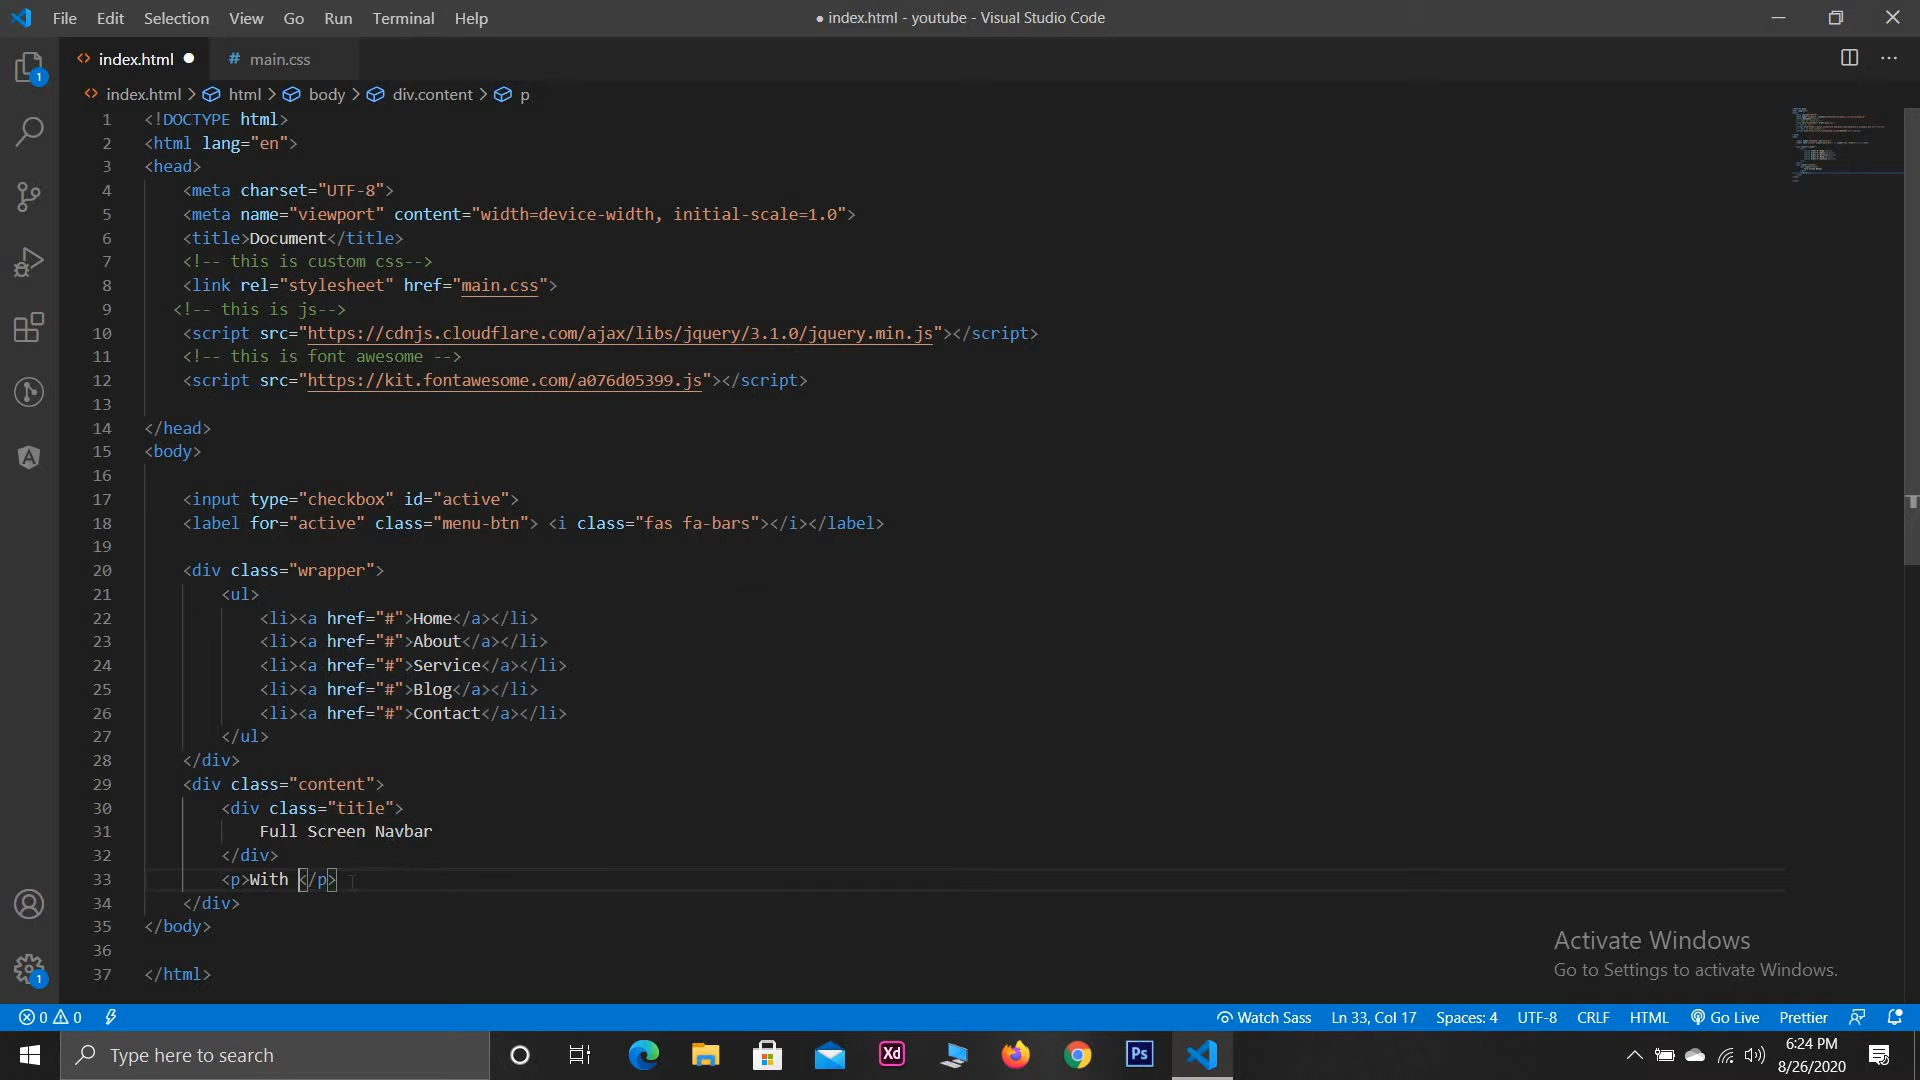 File Edit Selection View Go Run Terminal Help
● index.html - youtube - Visual Studio Code
1
<> index.html ●
# main.css
<> index.html > html > body > div.content > p
1 <!DOCTYPE html>
2 <html lang="en">
3 <head>
4 <meta charset="UTF-8">
5 <meta name="viewport" content="width=device-width, initial-scale=1.0">
6 <title>Document</title>
7 <!-- this is custom css-->
8 <link rel="stylesheet" href="main.css">
9 <!-- this is js-->
10 <script src="https://cdnjs.cloudflare.com/ajax/libs/jquery/3.1.0/jquery.min.js"></script>
11 <!-- this is font awesome -->
12 <script src="https://kit.fontawesome.com/a076d05399.js"></script>
13
14 </head>
15 <body>
16
17 <input type="checkbox" id="active">
18 <label for="active" class="menu-btn"> <i class="fas fa-bars"></i></label>
19
20 <div class="wrapper">
21 <ul>
22 <li><a href="#">Home</a></li>
23 <li><a href="#">About</a></li>
24 <li><a href="#">Service</a></li>
25 <li><a href="#">Blog</a></li>
26 <li><a href="#">Contact</a></li>
27 </ul>
28 </div>
29 <div class="content">
30 <div class="title">
31 Full Screen Navbar
32 </div>
33 <p>With </p>
34 </div>
35 </body>
36
37 </html>
1
Activate Windows
Go to Settings to activate Windows.
0 0
Watch Sass Ln 33, Col 17 Spaces: 4 UTF-8 CRLF HTML Go Live Prettier
Type here to search
Xd
Ps
6:24 PM
8/26/2020